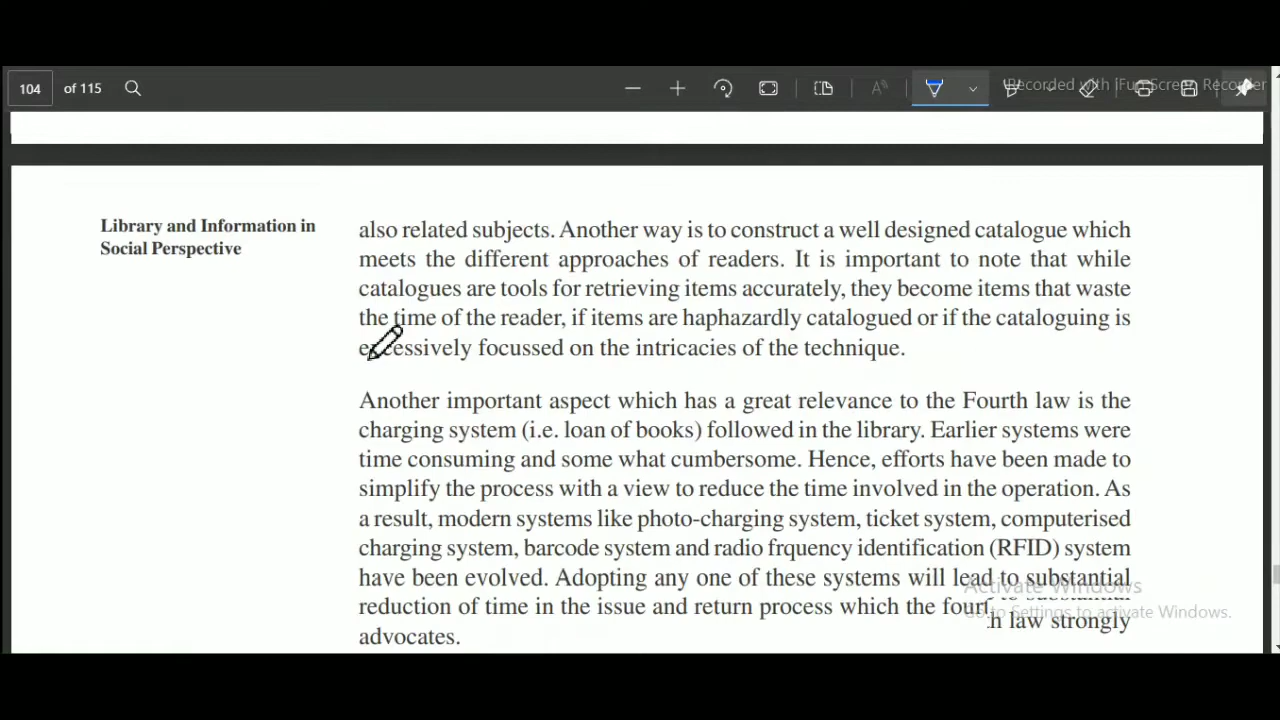 104 of 115
Recorded with iFun Screen Recorder
Library and Information in
Social Perspective
also related subjects. Another way is to construct a well designed catalogue which
meets the different approaches of readers. It is important to note that while
catalogues are tools for retrieving items accurately, they become items that waste
the time of the reader, if items are haphazardly catalogued or if the cataloguing is
excessively focussed on the intricacies of the technique.
Another important aspect which has a great relevance to the Fourth law is the
charging system (i.e. loan of books) followed in the library. Earlier systems were
time consuming and some what cumbersome. Hence, efforts have been made to
simplify the process with a view to reduce the time involved in the operation. As
a result, modern systems like photo-charging system, ticket system, computerised
charging system, barcode system and radio frquency identification (RFID) system
have been evolved. Adopting any one of these systems will lead to substantial
reduction of time in the issue and return process which the fourth law strongly
advocates.
Activate Windows
Go to Settings to activate Windows.